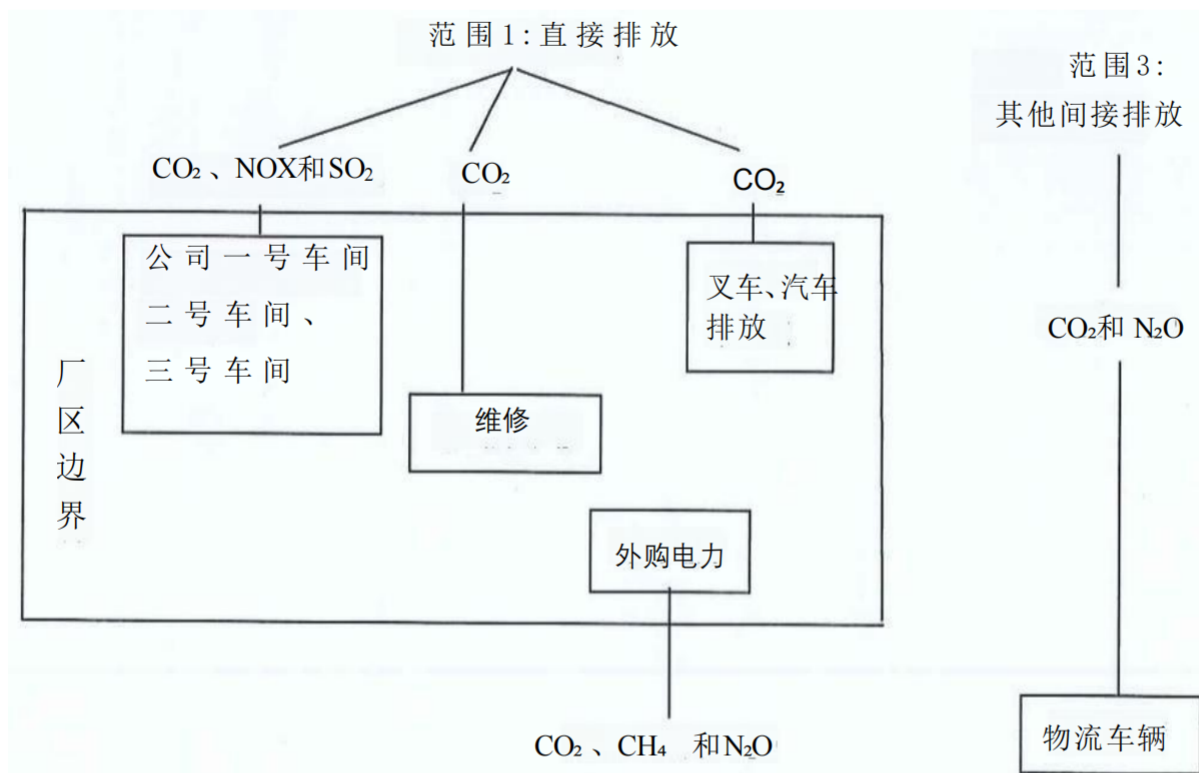 范围1:直接排放
范围3:
其他间接排放
CO₂、NOX和SO₂
CO₂
CO₂
公司一号车间
二号车间、
三号车间
叉车、汽车
排放
CO₂和 N₂O
厂
区
边
界
维修
外购电力
CO₂、CH₄ 和N₂O
物流车辆